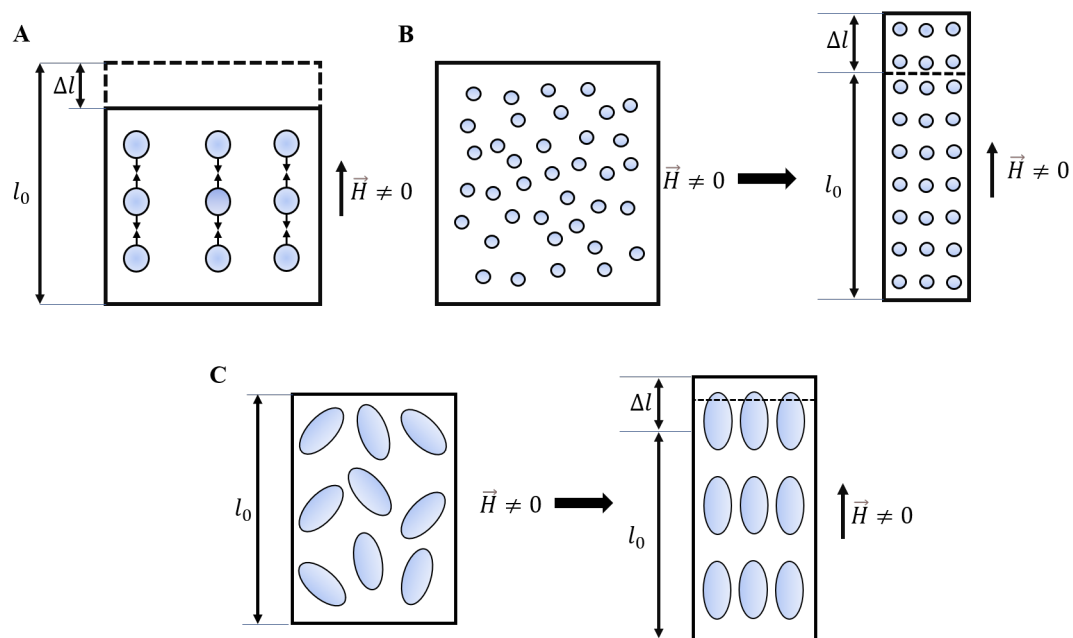 A
Δl
l₀
H⃗ ≠ 0
B
H⃗ ≠ 0
Δl
l₀
H⃗ ≠ 0
C
l₀
H⃗ ≠ 0
Δl
l₀
H⃗ ≠ 0